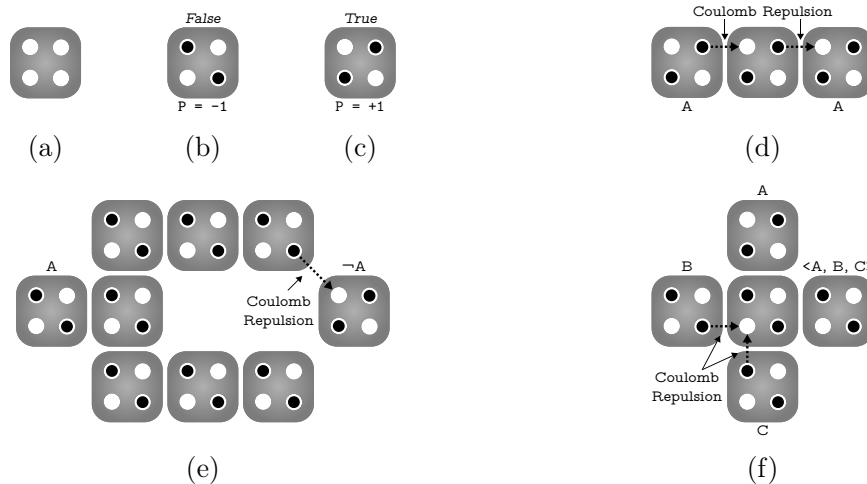 False
True
Coulomb Repulsion
P = -1
P = +1
A
A
(a)
(b)
(c)
(d)
A
A
¬A
B
<A, B, C
Coulomb
Repulsion
Coulomb
Repulsion
C
(e)
(f)